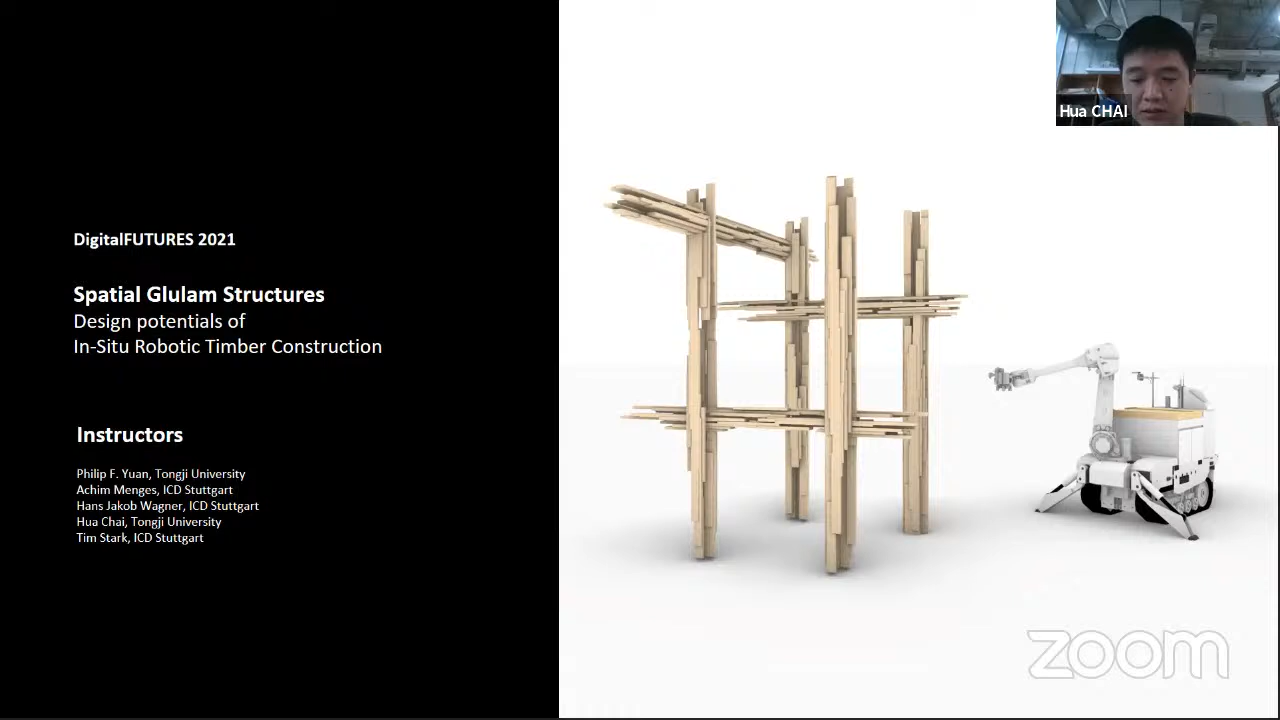 DigitalFUTURES 2021
Spatial Glulam Structures
Design potentials of
In-Situ Robotic Timber Construction
Instructors
Philip F. Yuan, Tongji University
Achim Menges, ICD Stuttgart
Hans Jakob Wagner, ICD Stuttgart
Hua Chai, Tongji University
Tim Stark, ICD Stuttgart
Hua CHAI
zoom